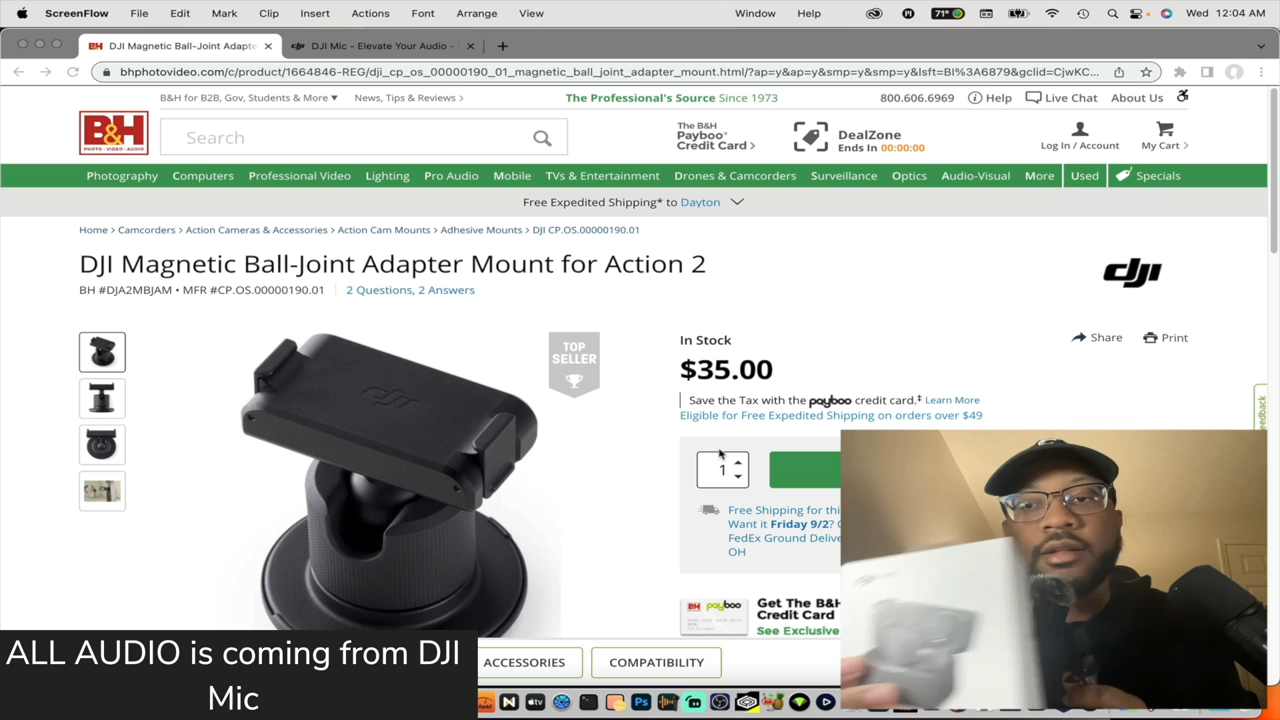 ScreenFlow File Edit Mark Clip Insert Actions Font Arrange View Window Help 71° Wed 12:04 AM
DJI Magnetic Ball-Joint Adapte × DJI Mic – Elevate Your Audio - × +
bhphotovideo.com/c/product/1664846-REG/dji_cp_os_00000190_01_magnetic_ball_joint_adapter_mount.html/?ap=y&ap=y&smp=y&smp=y&lsft=BI%3A6879&gclid=CjwKC...
B&H for B2B, Gov, Students & More News, Tips & Reviews The Professional's Source Since 1973 800.606.6969 Help Live Chat About Us
B&H
PHOTO · VIDEO · AUDIO
Search
The B&H
Payboo®
Credit Card
DealZone
Ends In 00:00:00
Log In / Account
My Cart
Photography Computers Professional Video Lighting Pro Audio Mobile TVs & Entertainment Drones & Camcorders Surveillance Optics Audio-Visual More Used Specials
Free Expedited Shipping* to Dayton
Home > Camcorders > Action Cameras & Accessories > Action Cam Mounts > Adhesive Mounts > DJI CP.OS.00000190.01
DJI Magnetic Ball-Joint Adapter Mount for Action 2
BH #DJA2MBJAM • MFR #CP.OS.00000190.01 2 Questions, 2 Answers
dji
dji
TOP
SELLER
In Stock
Share Print
$35.00
Save the Tax with the payboo credit card.‡ Learn More
Eligible for Free Expedited Shipping on orders over $49
1
Free Shipping for thi
Want it Friday 9/2?
FedEx Ground Delive
OH
B&H payboo
Get The B&H
Credit Card
See Exclusive
Feedback
ACCESSORIES COMPATIBILITY
ALL AUDIO is coming from DJI
Mic